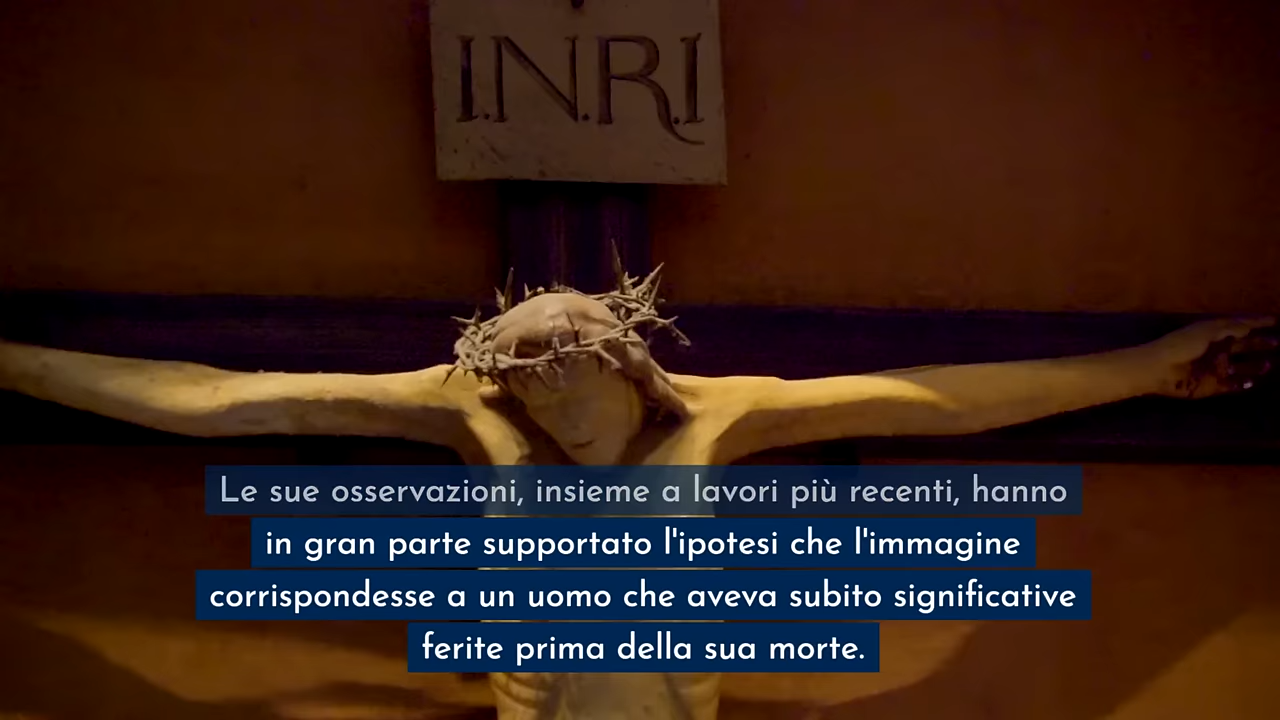 I.N.R.I
Le sue osservazioni, insieme a lavori più recenti, hanno
in gran parte supportato l'ipotesi che l'immagine
corrispondesse a un uomo che aveva subito significative
ferite prima della sua morte.